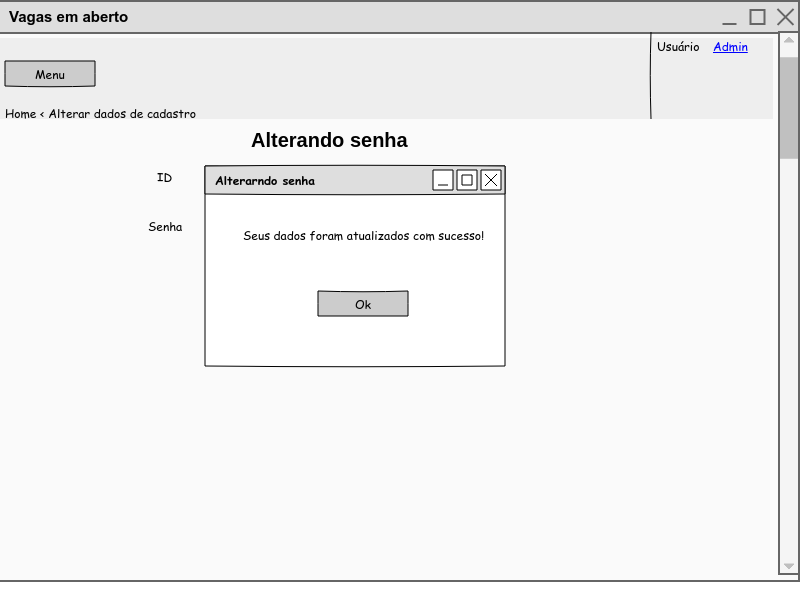 Vagas em aberto
Usuário Admin
Menu
Home < Alterar dados de cadastro
Alterando senha
ID
Alterarndo senha
Senha
Seus dados foram atualizados com sucesso!
Ok